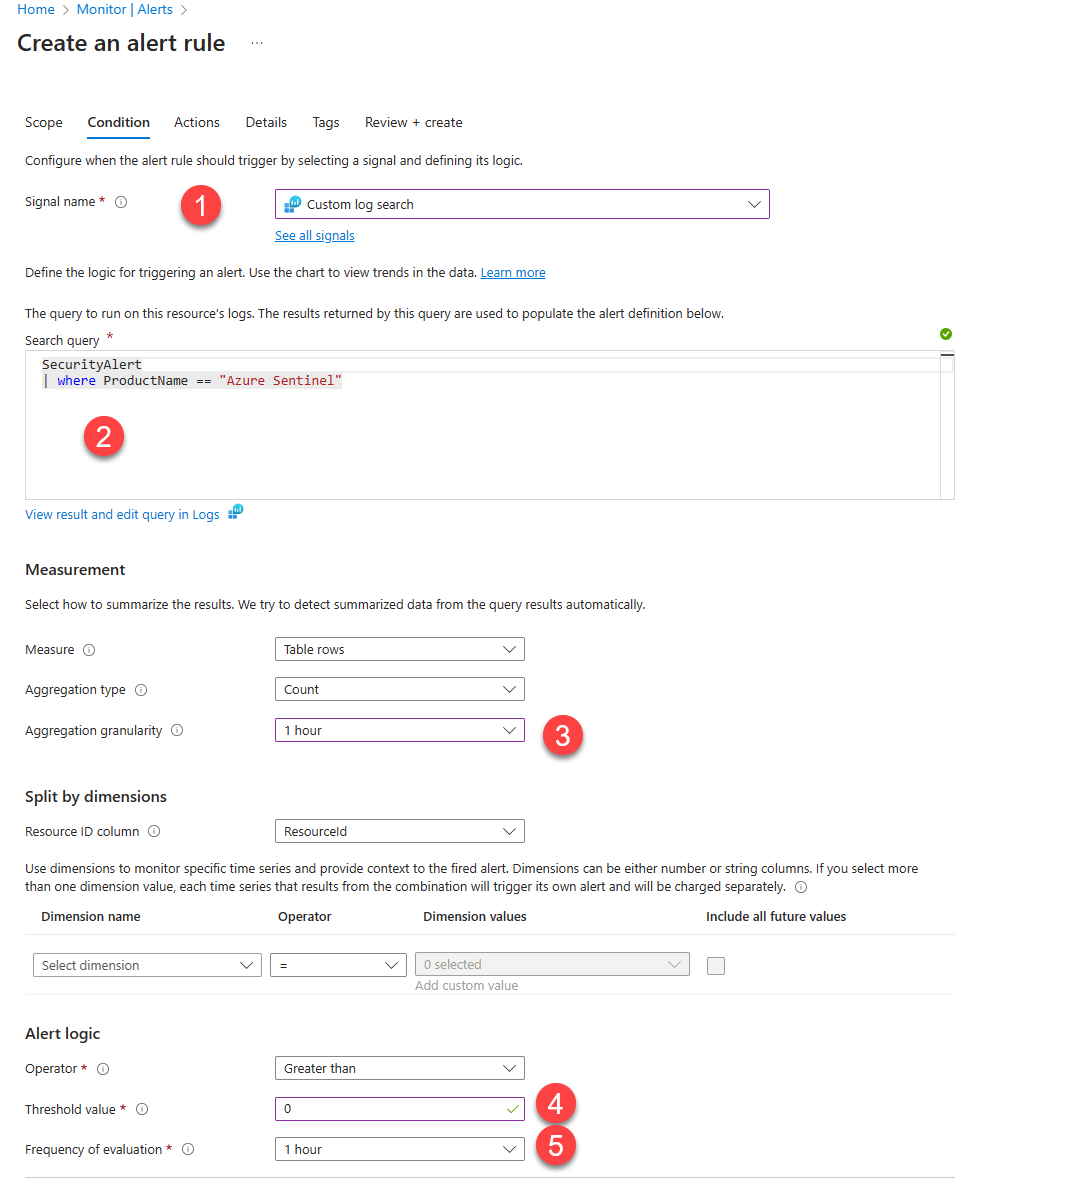 Home > Monitor | Alerts >
Create an alert rule ...
Scope Condition Actions Details Tags Review + create
Configure when the alert rule should trigger by selecting a signal and defining its logic.
Signal name * 1 Custom log search
See all signals
Define the logic for triggering an alert. Use the chart to view trends in the data. Learn more
The query to run on this resource's logs. The results returned by this query are used to populate the alert definition below.
Search query *
SecurityAlert
| where ProductName == "Azure Sentinel"
2
View result and edit query in Logs
Measurement
Select how to summarize the results. We try to detect summarized data from the query results automatically.
Measure Table rows
Aggregation type Count
Aggregation granularity 1 hour 3
Split by dimensions
Resource ID column ResourceId
Use dimensions to monitor specific time series and provide context to the fired alert. Dimensions can be either number or string columns. If you select more
than one dimension value, each time series that results from the combination will trigger its own alert and will be charged separately.
Dimension name Operator Dimension values Include all future values
Select dimension = 0 selected
Add custom value
Alert logic
Operator * Greater than
Threshold value * 0 4
Frequency of evaluation * 1 hour 5